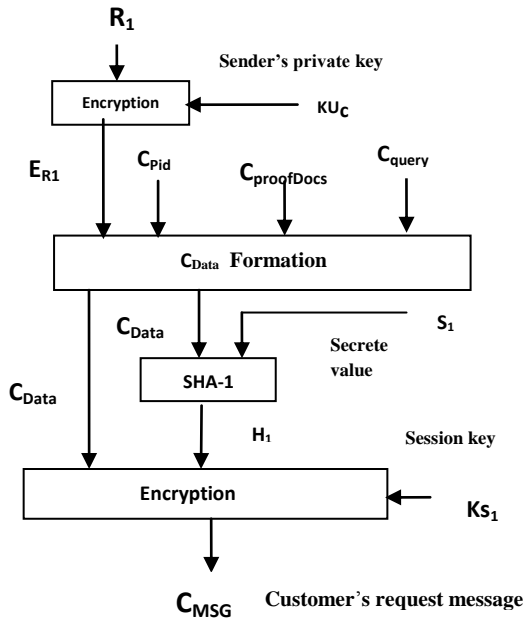 R1
Sender's private key
Encryption
KUC
ER1
CPid
CproofDocs
Cquery
CData Formation
CData
S1
Secrete
value
SHA-1
CData
H1
Session key
Encryption
Ks1
CMSG
Customer's request message